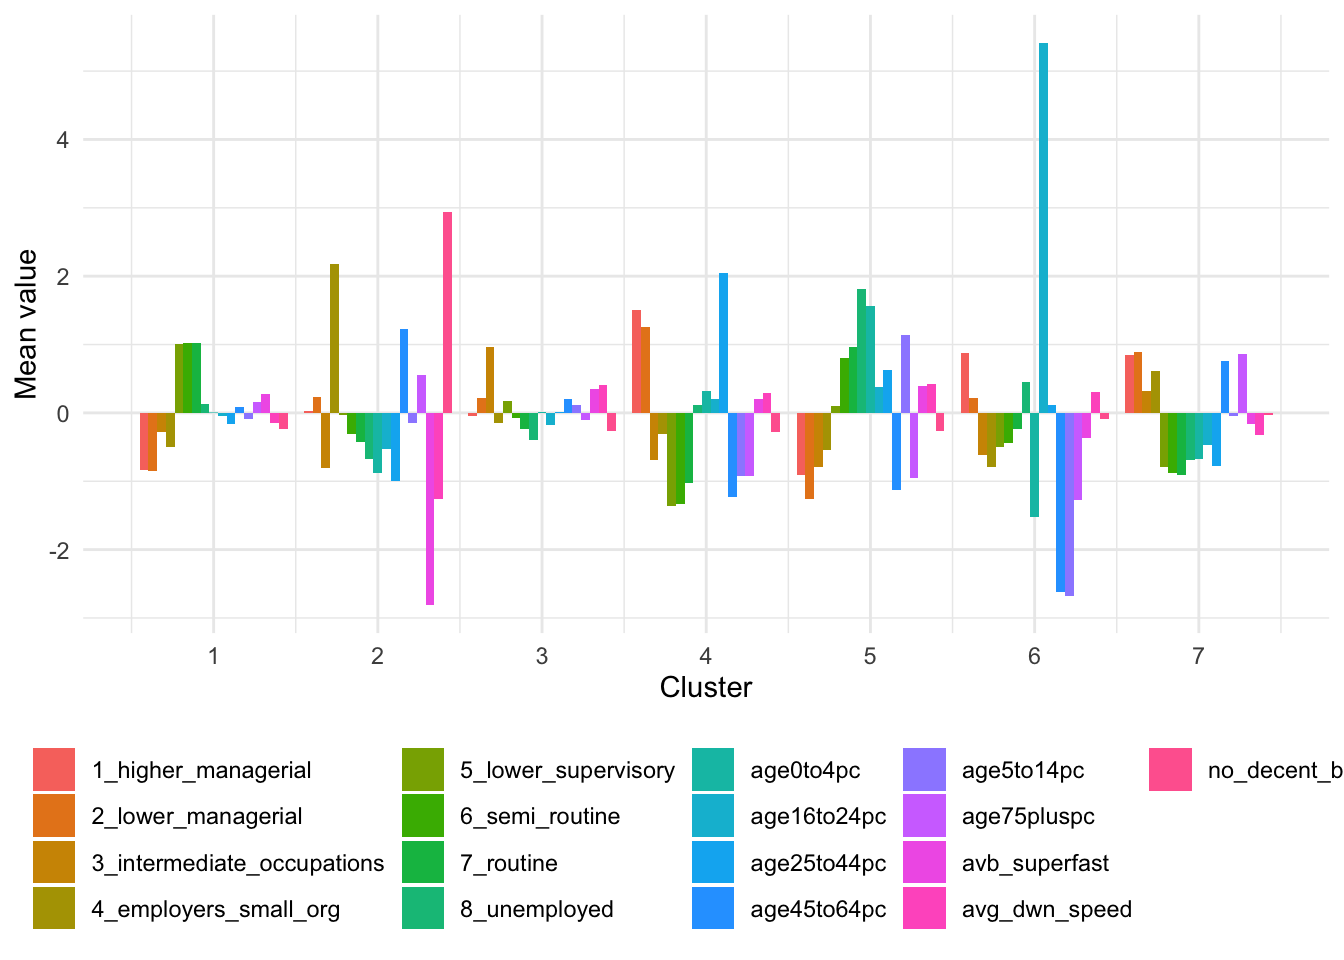 4
2
0
-2
Mean value
1 2 3 4 5 6 7
Cluster
1_higher_managerial 5_lower_supervisory age0to4pc age5to14pc no_decent_b
2_lower_managerial 6_semi_routine age16to24pc age75pluspc
3_intermediate_occupations 7_routine age25to44pc avb_superfast
4_employers_small_org 8_unemployed age45to64pc avg_dwn_speed